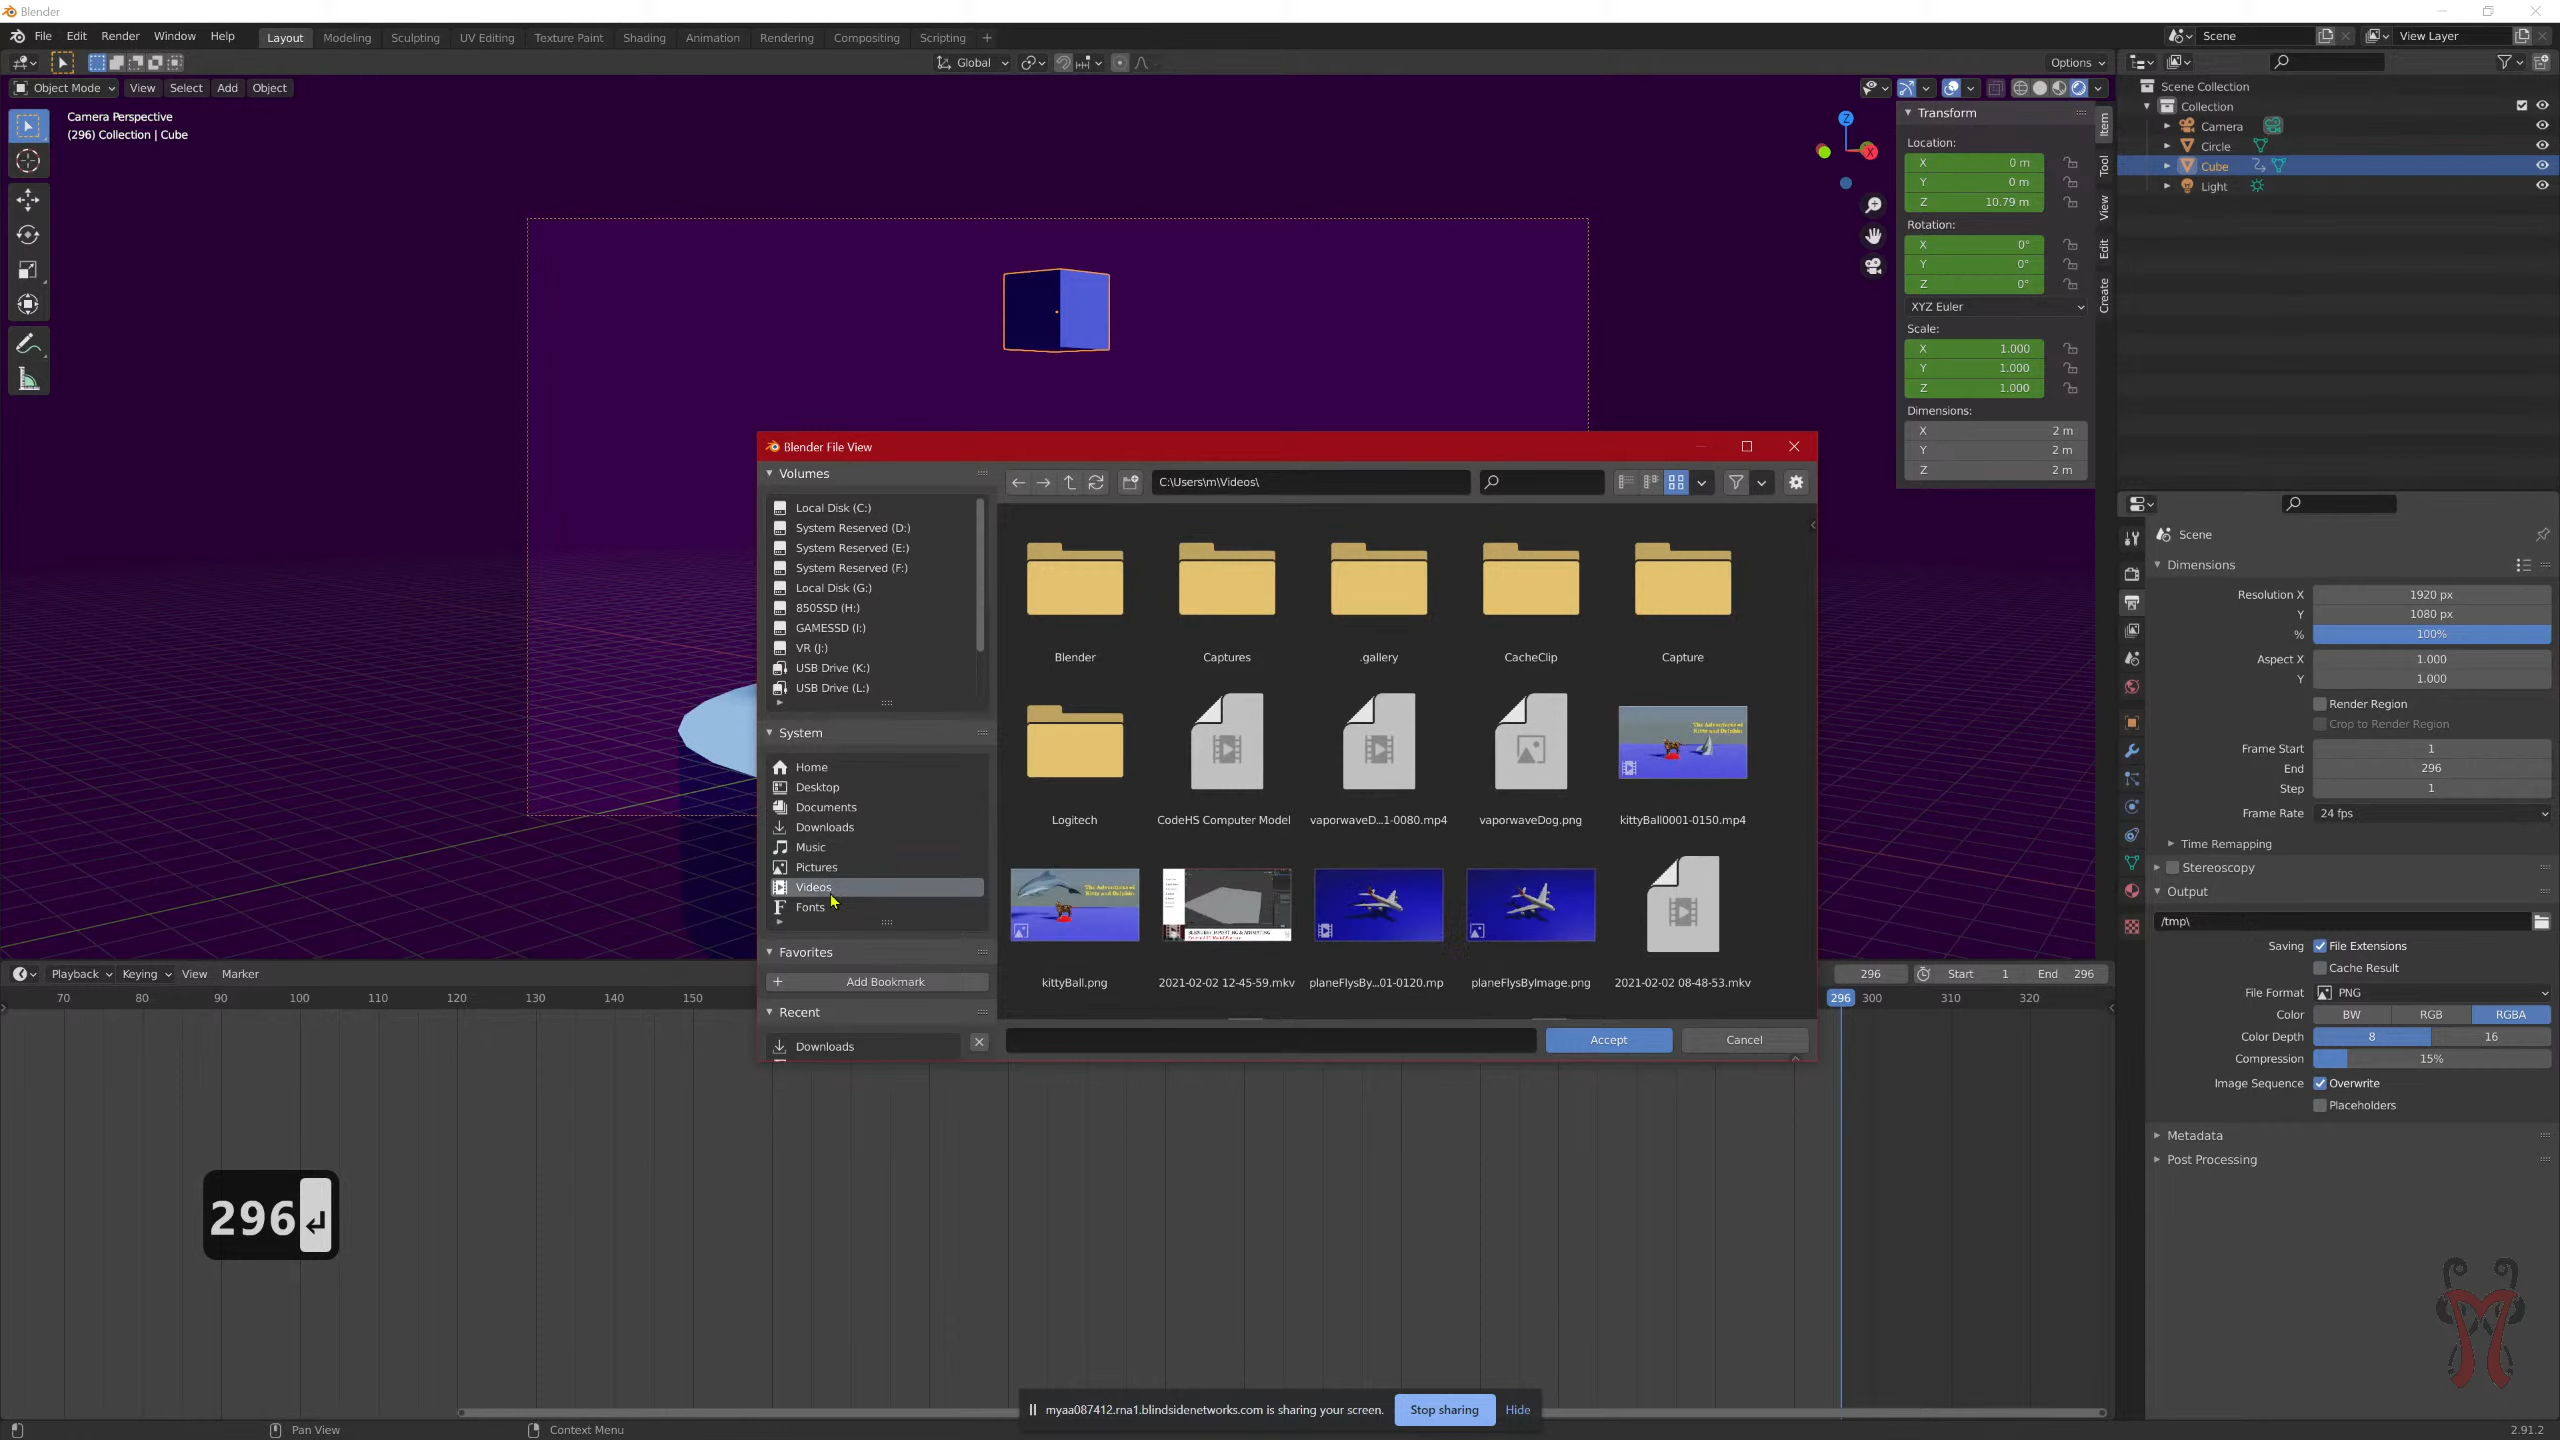 Blender
File Edit Render Window Help Layout Modeling Sculpting UV Editing Texture Paint Shading Animation Rendering Compositing Scripting + Scene View Layer
Global Options
Object Mode View Select Add Object
Camera Perspective
(296) Collection | Cube
Z
X
Transform
Location:
X 0 m
Y 0 m
Z 10.79 m
Rotation:
X 0°
Y 0°
Z 0°
XYZ Euler
Scale:
X 1.000
Y 1.000
Z 1.000
Dimensions:
X 2 m
Y 2 m
Z 2 m
Item
Tool
View
Edit
Create
Scene Collection
Collection
Camera
Circle
Cube
Light
Blender File View
Volumes
Local Disk (C:)
System Reserved (D:)
System Reserved (E:)
System Reserved (F:)
Local Disk (G:)
850SSD (H:)
GAMESSD (I:)
VR (J:)
USB Drive (K:)
USB Drive (L:)
System
Home
Desktop
Documents
Downloads
Music
Pictures
Videos
Fonts
Favorites
+ Add Bookmark
Recent
Downloads
C:\Users\m\Videos\
Blender Captures .gallery CacheClip Capture
The Adventures of
Kitty and Dolphin
Logitech CodeHS Computer Model vaporwaveD...1-0080.mp4 vaporwaveDog.png kittyBall0001-0150.mp4
The Adventures of
Kitty and Dolphin
kittyBall.png 2021-02-02 12-45-59.mkv planeFlysBy...01-0120.mp planeFlysByImage.png 2021-02-02 08-48-53.mkv
Accept Cancel
Scene
Dimensions
Resolution X 1920 px
Y 1080 px
% 100%
Aspect X 1.000
Y 1.000
Render Region
Crop to Render Region
Frame Start 1
End 296
Step 1
Frame Rate 24 fps
Time Remapping
Stereoscopy
Output
/tmp\
Saving File Extensions
Cache Result
File Format PNG
Color BW RGB RGBA
Color Depth 8 16
Compression 15%
Image Sequence Overwrite
Placeholders
Metadata
Post Processing
Playback Keying View Marker 296 Start 1 End 296
70 80 90 100 110 120 130 140 150 296 300 310 320
296↵
myaa087412.rna1.blindsidenetworks.com is sharing your screen. Stop sharing Hide
Pan View Context Menu 2.91.2